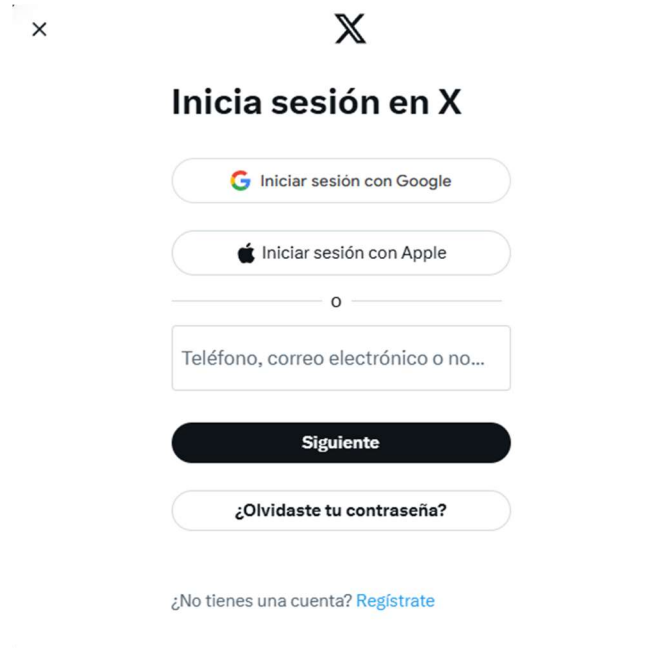 Inicia sesión en X
Iniciar sesión con Google
Iniciar sesión con Apple
o
Teléfono, correo electrónico o no...
Siguiente
¿Olvidaste tu contraseña?
¿No tienes una cuenta? Regístrate